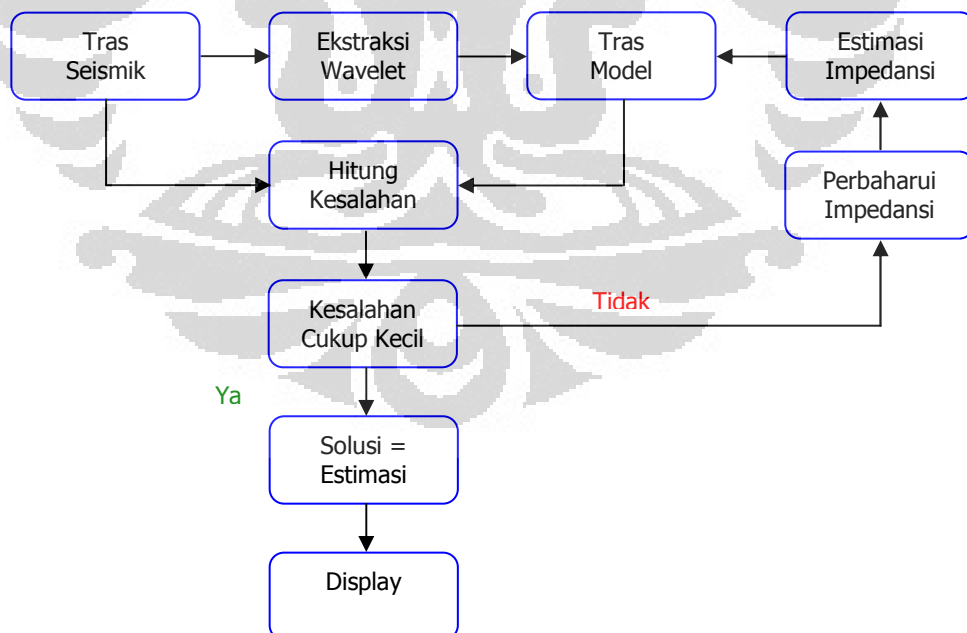 Tras
Seismik
Ekstraksi
Wavelet
Tras
Model
Estimasi
Impedansi
Hitung
Kesalahan
Perbaharui
Impedansi
Kesalahan
Cukup Kecil
Tidak
Ya
Solusi =
Estimasi
Display